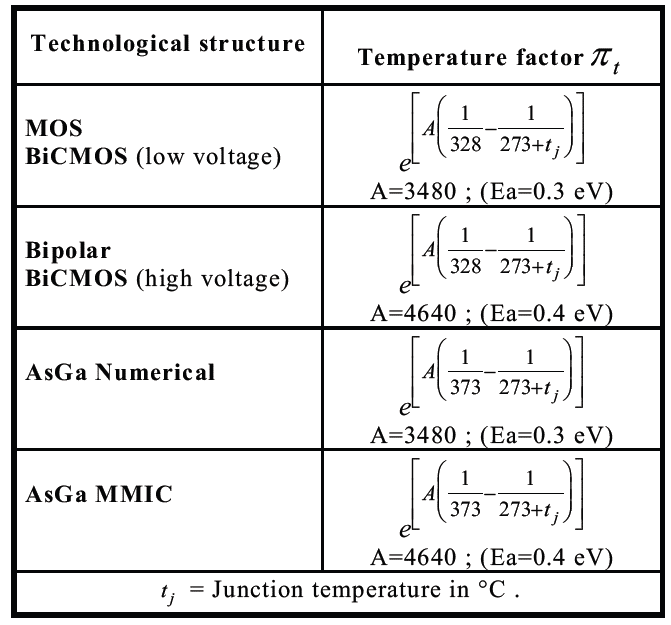 Technological structure
Temperature factor π_t
MOS
BiCMOS (low voltage)
e^[A(1/328 − 1/(273+t_j))]
A=3480 ; (Ea=0.3 eV)
Bipolar
BiCMOS (high voltage)
e^[A(1/328 − 1/(273+t_j))]
A=4640 ; (Ea=0.4 eV)
AsGa Numerical
e^[A(1/373 − 1/(273+t_j))]
A=3480 ; (Ea=0.3 eV)
AsGa MMIC
e^[A(1/373 − 1/(273+t_j))]
A=4640 ; (Ea=0.4 eV)
t_j = Junction temperature in °C .